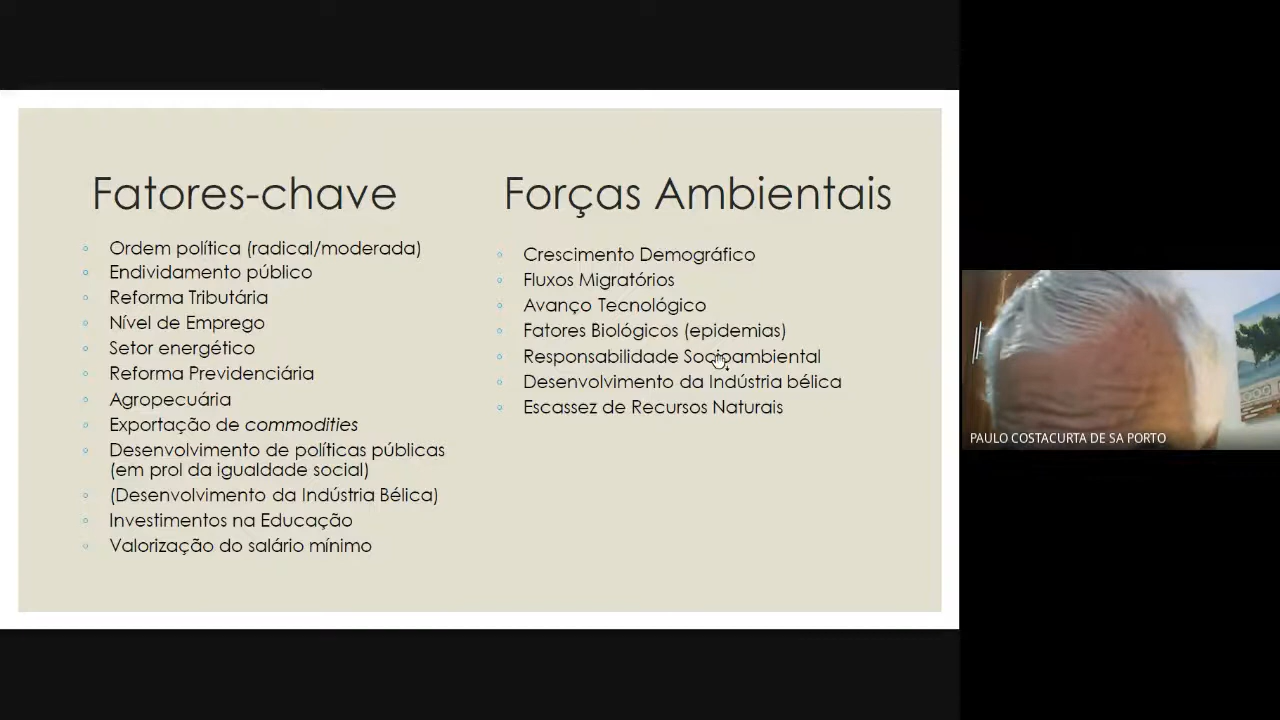 Fatores-chave
Ordem política (radical/moderada)
Endividamento público
Reforma Tributária
Nível de Emprego
Setor energético
Reforma Previdenciária
Agropecuária
Exportação de commodities
Desenvolvimento de políticas públicas
(em prol da igualdade social)
(Desenvolvimento da Indústria Bélica)
Investimentos na Educação
Valorização do salário mínimo
Forças Ambientais
Crescimento Demográfico
Fluxos Migratórios
Avanço Tecnológico
Fatores Biológicos (epidemias)
Responsabilidade Socioambiental
Desenvolvimento da Indústria bélica
Escassez de Recursos Naturais
PAULO COSTACURTA DE SA PORTO